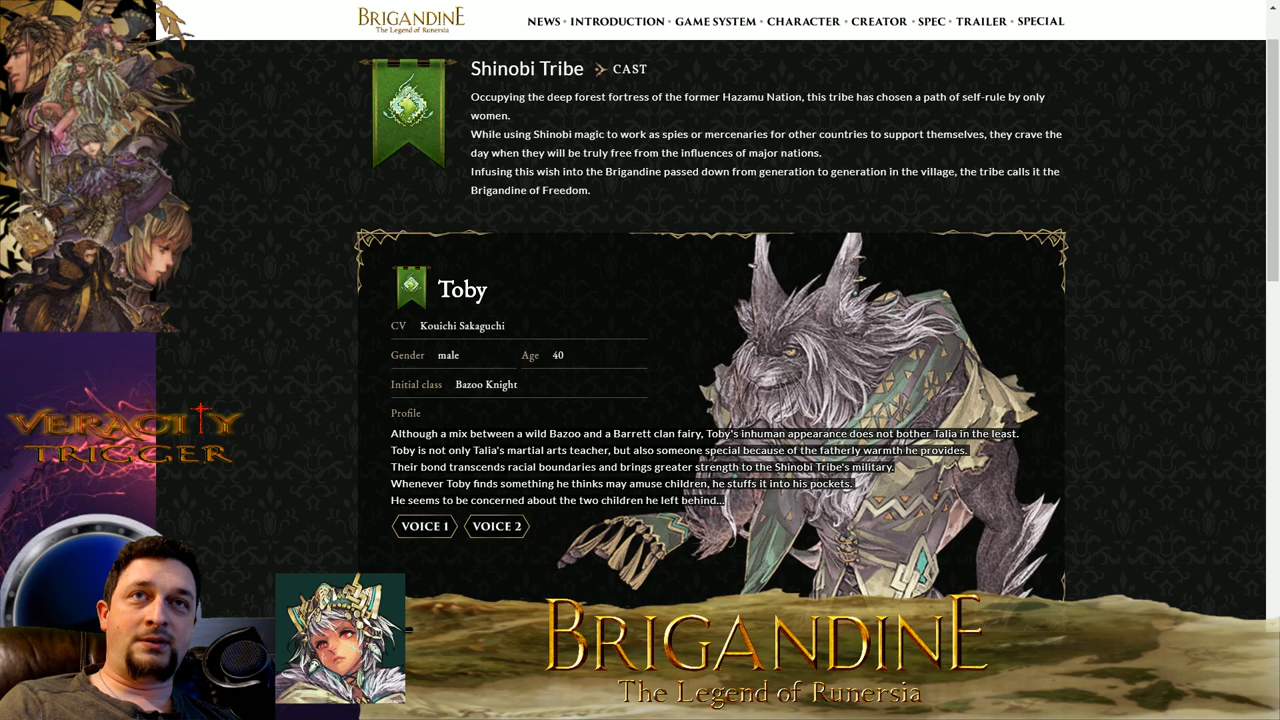 BRIGANDINE
The Legend of Runersia
NEWS • INTRODUCTION • GAME SYSTEM • CHARACTER • CREATOR • SPEC • TRAILER • SPECIAL
Shinobi Tribe CAST
Occupying the deep forest fortress of the former Hazamu Nation, this tribe has chosen a path of self-rule by only
women.
While using Shinobi magic to work as spies or mercenaries for other countries to support themselves, they crave the
day when they will be truly free from the influences of major nations.
Infusing this wish into the Brigandine passed down from generation to generation in the village, the tribe calls it the
Brigandine of Freedom.
Toby
CV Kouichi Sakaguchi
Gender male Age 40
Initial class Bazoo Knight
Profile
Although a mix between a wild Bazoo and a Barrett clan fairy, Toby's inhuman appearance does not bother Talia in the least.
Toby is not only Talia's martial arts teacher, but also someone special because of the fatherly warmth he provides.
Their bond transcends racial boundaries and brings greater strength to the Shinobi Tribe's military.
Whenever Toby finds something he thinks may amuse children, he stuffs it into his pockets.
He seems to be concerned about the two children he left behind...
VOICE 1 VOICE 2
VERACITY
TRIGGER
BRIGANDINE
The Legend of Runersia